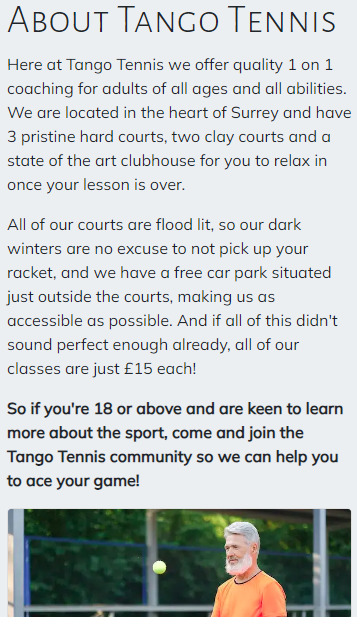 About Tango Tennis
Here at Tango Tennis we offer quality 1 on 1
coaching for adults of all ages and all abilities.
We are located in the heart of Surrey and have
3 pristine hard courts, two clay courts and a
state of the art clubhouse for you to relax in
once your lesson is over.
All of our courts are flood lit, so our dark
winters are no excuse to not pick up your
racket, and we have a free car park situated
just outside the courts, making us as
accessible as possible. And if all of this didn't
sound perfect enough already, all of our
classes are just £15 each!
So if you're 18 or above and are keen to learn
more about the sport, come and join the
Tango Tennis community so we can help you
to ace your game!